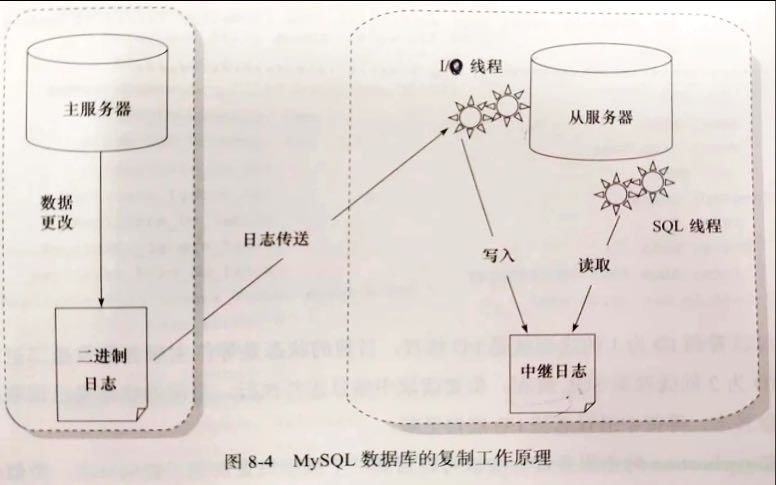 I/O 线程
主服务器
从服务器
数据
更改
SQL 线程
日志传送
写入
读取
二进制
日志
中继日志
图 8-4 MySQL 数据库的复制工作原理